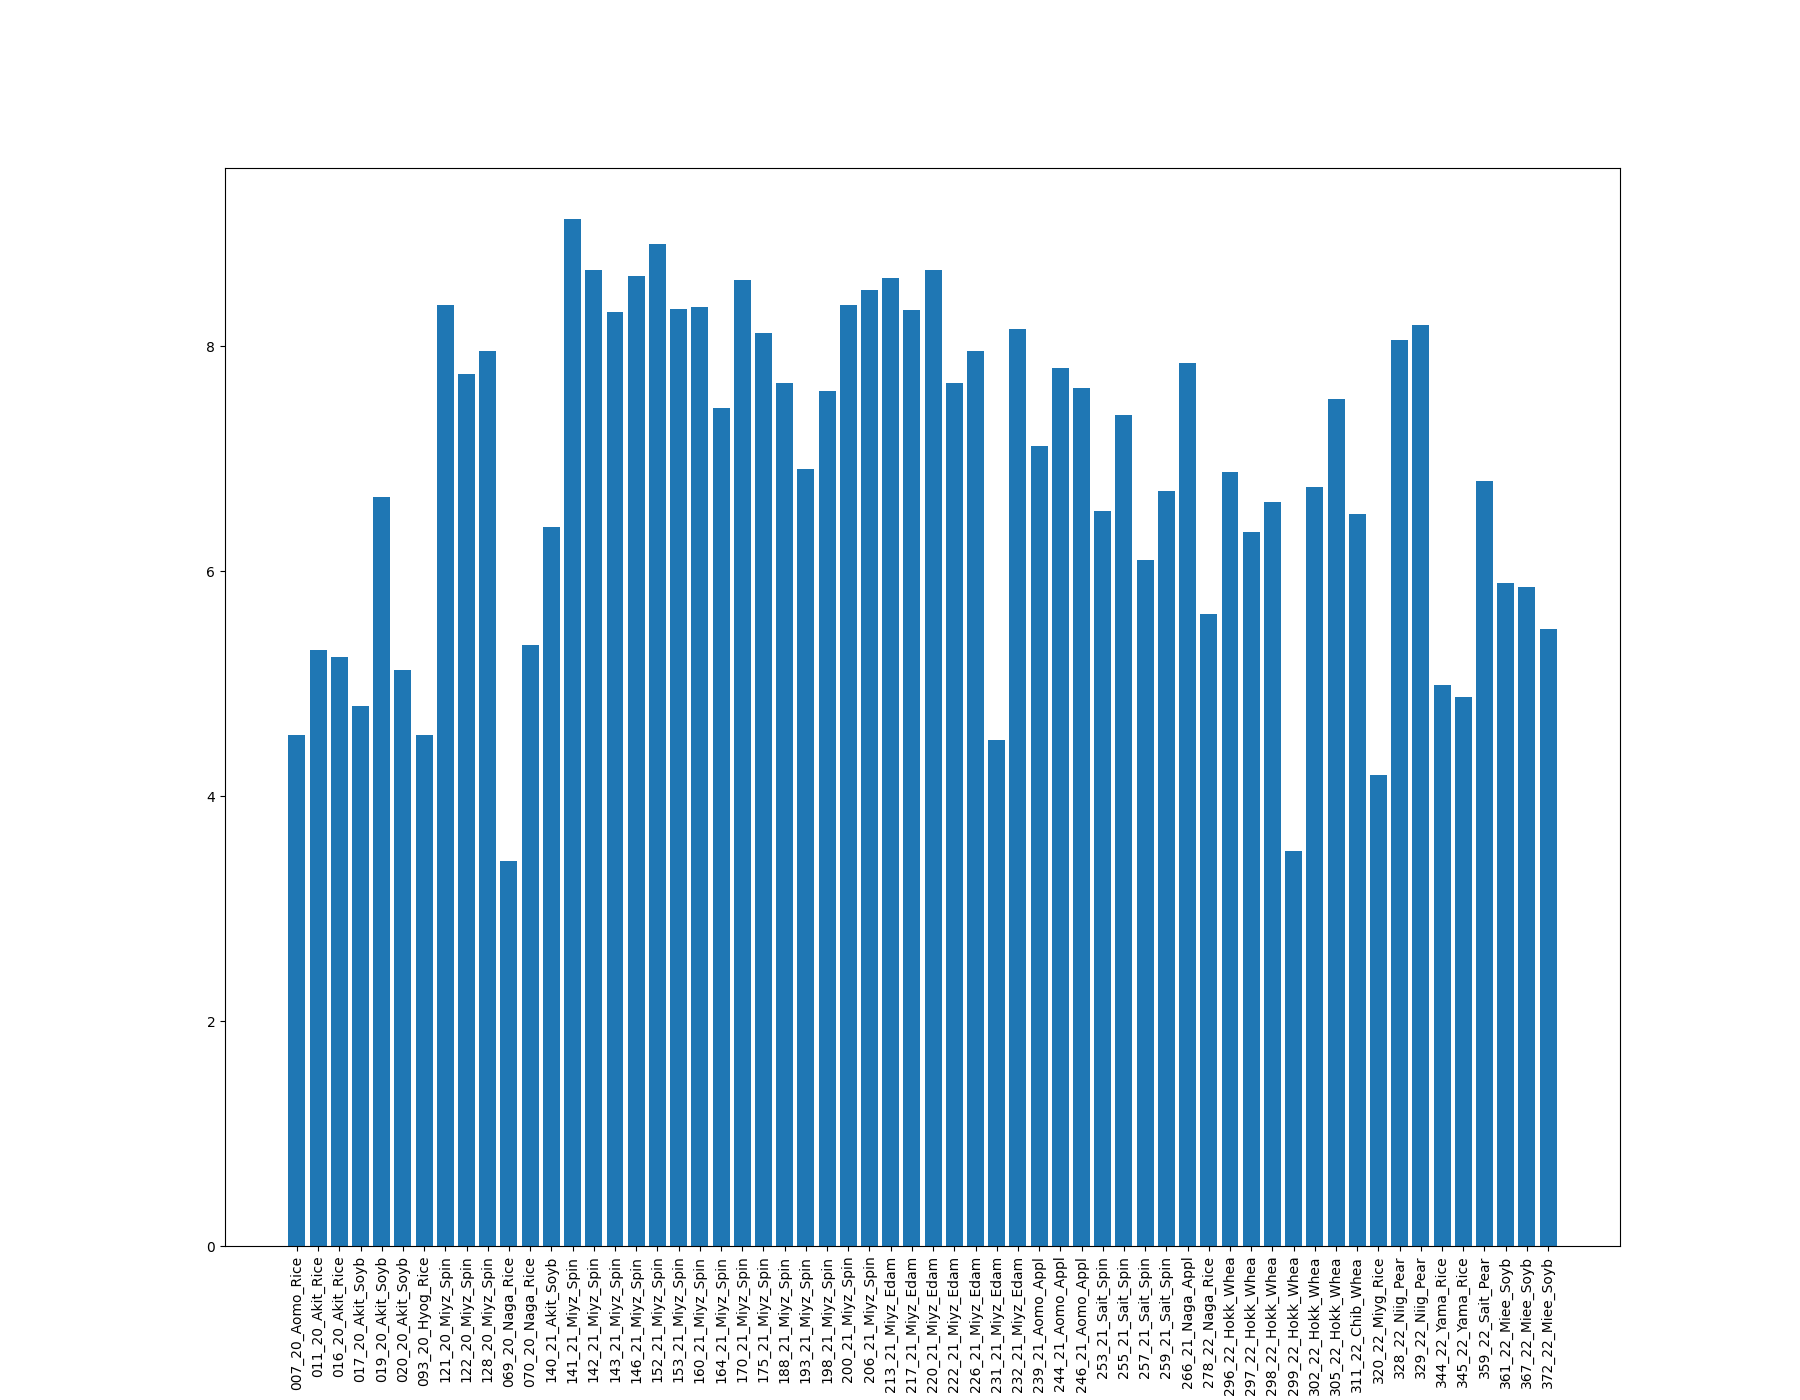 8
6
4
2
0
007_20_Aomo_Rice
011_20_Akit_Rice
016_20_Akit_Rice
017_20_Akit_Soyb
019_20_Akit_Soyb
020_20_Akit_Soyb
093_20_Hyog_Rice
121_20_Miyz_Spin
122_20_Miyz_Spin
128_20_Miyz_Spin
069_20_Naga_Rice
070_20_Naga_Rice
140_21_Akit_Soyb
141_21_Miyz_Spin
142_21_Miyz_Spin
143_21_Miyz_Spin
146_21_Miyz_Spin
152_21_Miyz_Spin
153_21_Miyz_Spin
160_21_Miyz_Spin
164_21_Miyz_Spin
170_21_Miyz_Spin
175_21_Miyz_Spin
188_21_Miyz_Spin
193_21_Miyz_Spin
198_21_Miyz_Spin
200_21_Miyz_Spin
206_21_Miyz_Spin
213_21_Miyz_Edam
217_21_Miyz_Edam
220_21_Miyz_Edam
222_21_Miyz_Edam
226_21_Miyz_Edam
231_21_Miyz_Edam
232_21_Miyz_Edam
239_21_Aomo_Appl
244_21_Aomo_Appl
246_21_Aomo_Appl
253_21_Sait_Spin
255_21_Sait_Spin
257_21_Sait_Spin
259_21_Sait_Spin
266_21_Naga_Appl
278_22_Naga_Rice
296_22_Hokk_Whea
297_22_Hokk_Whea
298_22_Hokk_Whea
299_22_Hokk_Whea
302_22_Hokk_Whea
305_22_Hokk_Whea
311_22_Chib_Whea
320_22_Miyg_Rice
328_22_Niig_Pear
329_22_Niig_Pear
344_22_Yama_Rice
345_22_Yama_Rice
359_22_Sait_Pear
361_22_Miee_Soyb
367_22_Miee_Soyb
372_22_Miee_Soyb